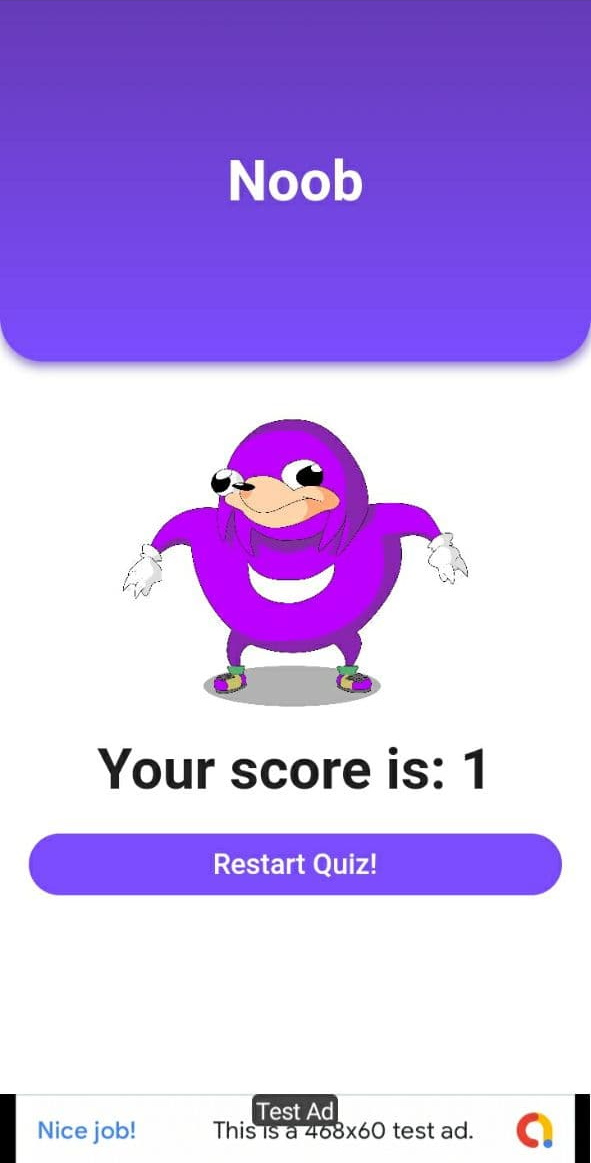 Noob
Your score is: 1
Restart Quiz!
Test Ad
Nice job!
This is a 468x60 test ad.